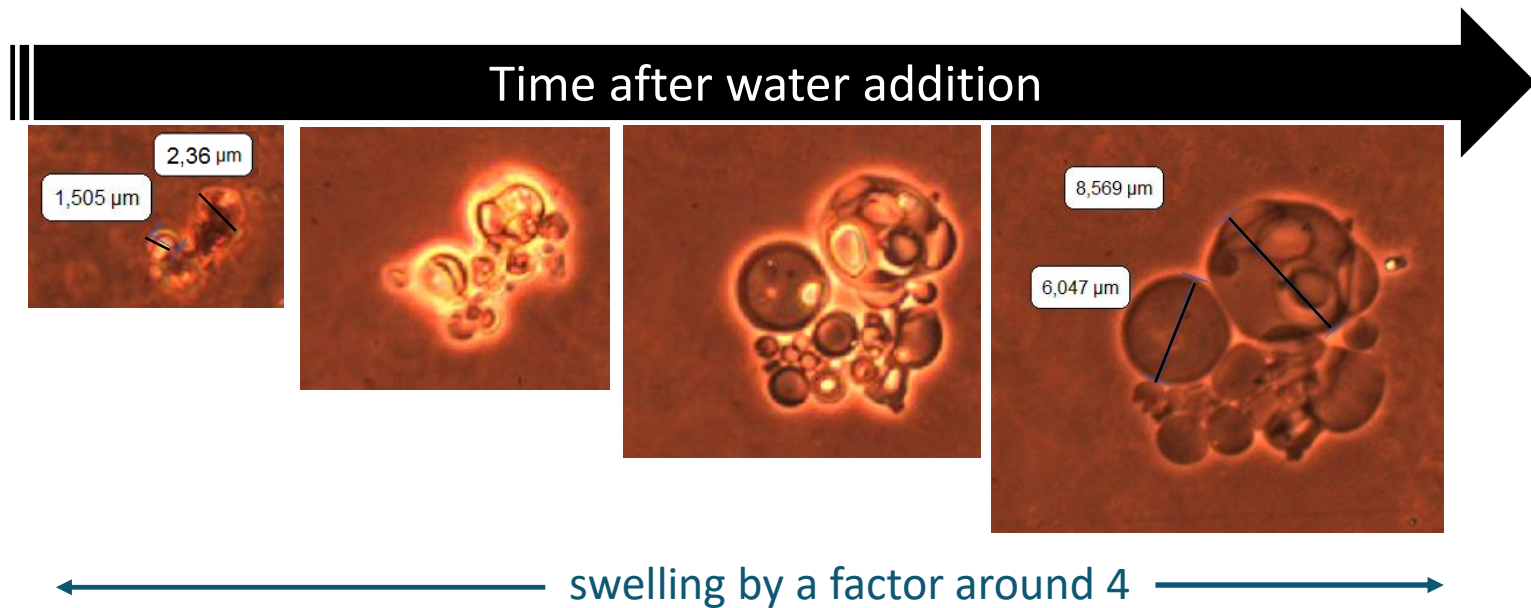 Time after water addition
2,36 µm
1,505 µm
8,569 µm
6,047 µm
swelling by a factor around 4